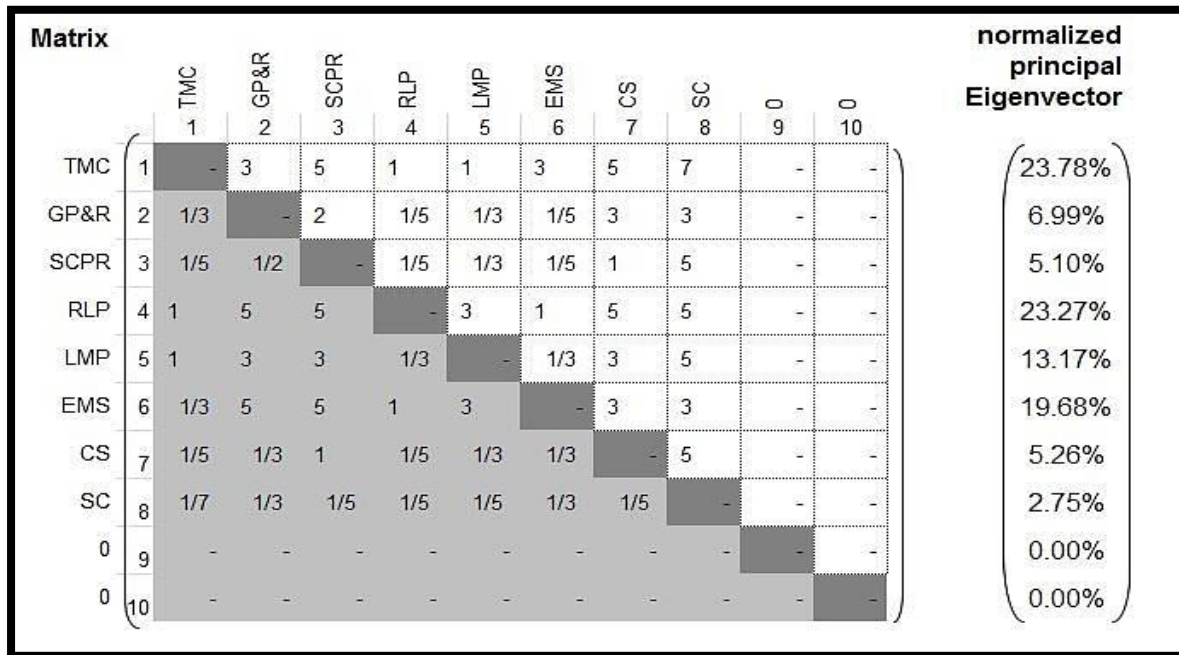 Matrix
normalized
principal
Eigenvector
TMC GP&R SCPR RLP LMP EMS CS SC 0 0
1 2 3 4 5 6 7 8 9 10
TMC 1 - 3 5 1 1 3 5 7 - - 23.78%
GP&R 2 1/3 - 2 1/5 1/3 1/5 3 3 - - 6.99%
SCPR 3 1/5 1/2 - 1/5 1/3 1/5 1 5 - - 5.10%
RLP 4 1 5 5 - 3 1 5 5 - - 23.27%
LMP 5 1 3 3 1/3 - 1/3 3 5 - - 13.17%
EMS 6 1/3 5 5 1 3 - 3 3 - - 19.68%
CS 7 1/5 1/3 1 1/5 1/3 1/3 - 5 - - 5.26%
SC 8 1/7 1/3 1/5 1/5 1/5 1/3 1/5 - - - 2.75%
0 9 - - - - - - - - - - 0.00%
0 10 - - - - - - - - - - 0.00%